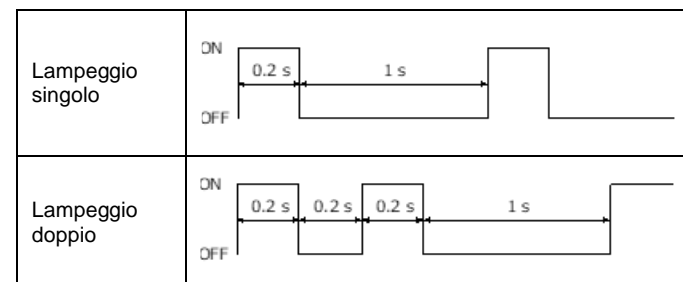 Lampeggio
singolo
ON
0.2 s 1 s
OFF
Lampeggio
doppio
ON
0.2 s 0.2 s 0.2 s 1 s
OFF